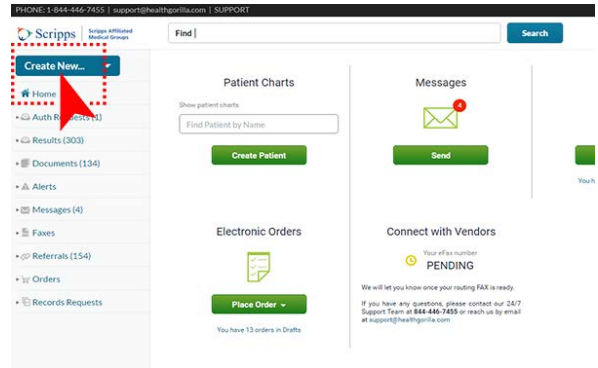 PHONE: 1-844-446-7455 | support@healthgorilla.com | SUPPORT
Scripps
Scripps Affiliated
Medical Groups
Find
Search
Create New...
Home
Auth Requests (1)
Results (303)
Documents (134)
Alerts
Messages (4)
Faxes
Referrals (154)
Orders
Records Requests
Patient Charts
Show patient charts
Find Patient by Name
Create Patient
Messages
4
Send
You h
Electronic Orders
Place Order
You have 13 orders in Drafts
Connect with Vendors
Your eFax number
PENDING
We will let you know once your routing FAX is ready.
If you have any questions, please contact our 24/7
Support Team at 844-446-7455 or reach us by email
at support@healthgorilla.com